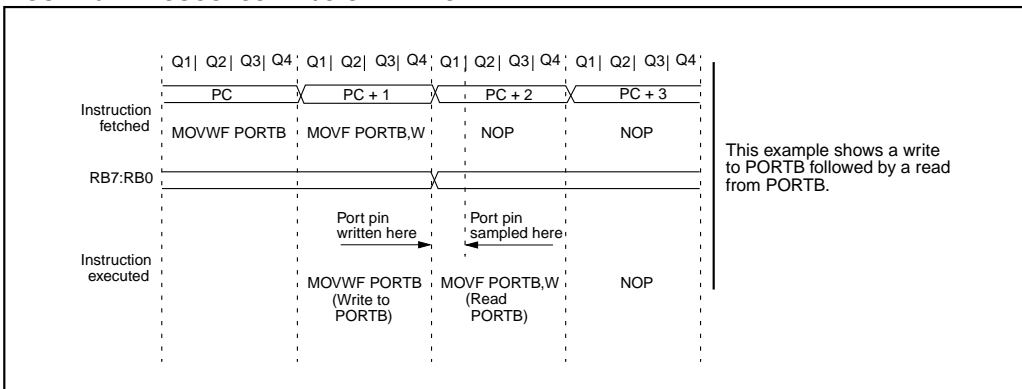 Q1| Q2| Q3| Q4 Q1| Q2| Q3| Q4 Q1| Q2| Q3| Q4 Q1| Q2| Q3| Q4
PC PC + 1 PC + 2 PC + 3
Instruction
fetched
MOVWF PORTB MOVF PORTB,W NOP NOP
This example shows a write
to PORTB followed by a read
from PORTB.
RB7:RB0
Port pin
written here
Port pin
sampled here
Instruction
executed
MOVWF PORTB
(Write to
PORTB)
MOVF PORTB,W
(Read
PORTB)
NOP